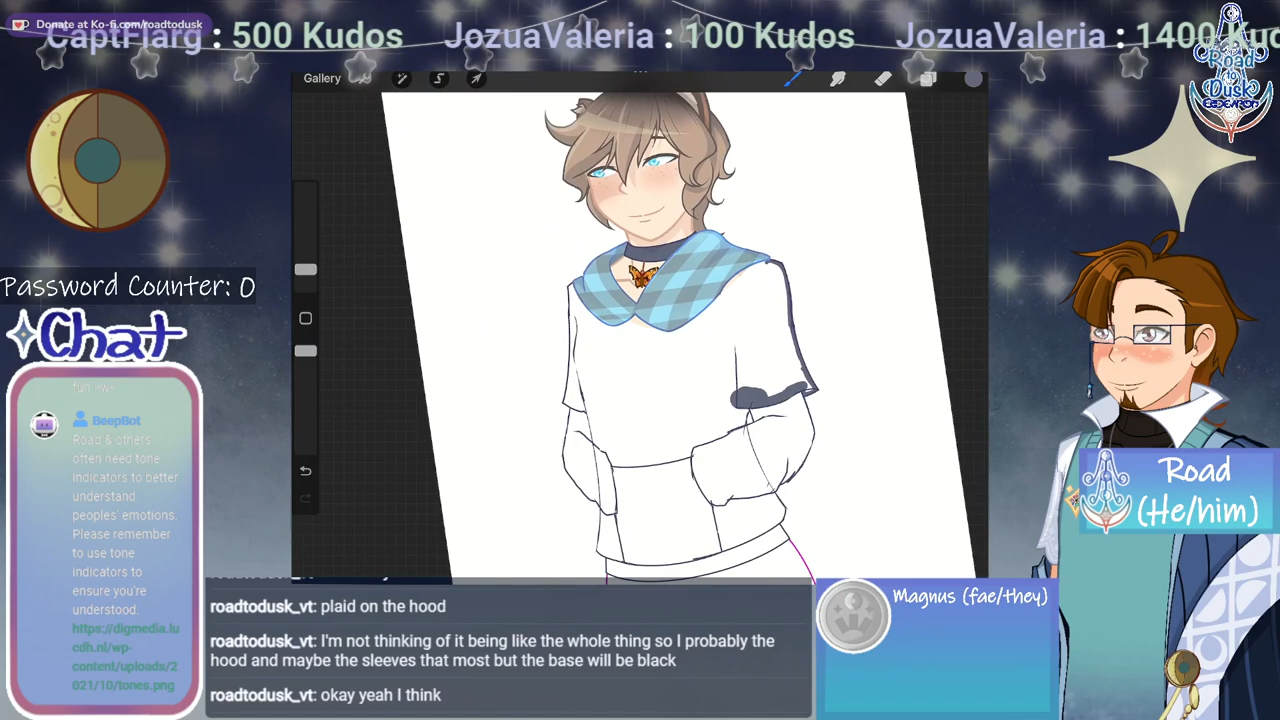 Donate at Ko-fi.com/roadtodusk
CaptFlarg : 500 Kudos JozuaValeria : 100 Kudos JozuaValeria : 1400 Kudos
Road
to
Dusk
Gallery
Password Counter: 0
Chat
BeepBot
Road & others
often need tone
indicators to better
understand
peoples' emotions.
Please remember
to use tone
indicators to
ensure you're
understood.
https://digmedia.lu
cdh.nl/wp-
content/uploads/2
021/10/tones.png
roadtodusk_vt: plaid on the hood
roadtodusk_vt: I'm not thinking of it being like the whole thing so I probably the
hood and maybe the sleeves that most but the base will be black
roadtodusk_vt: okay yeah I think
Magnus (fae/they)
Road
(He/him)